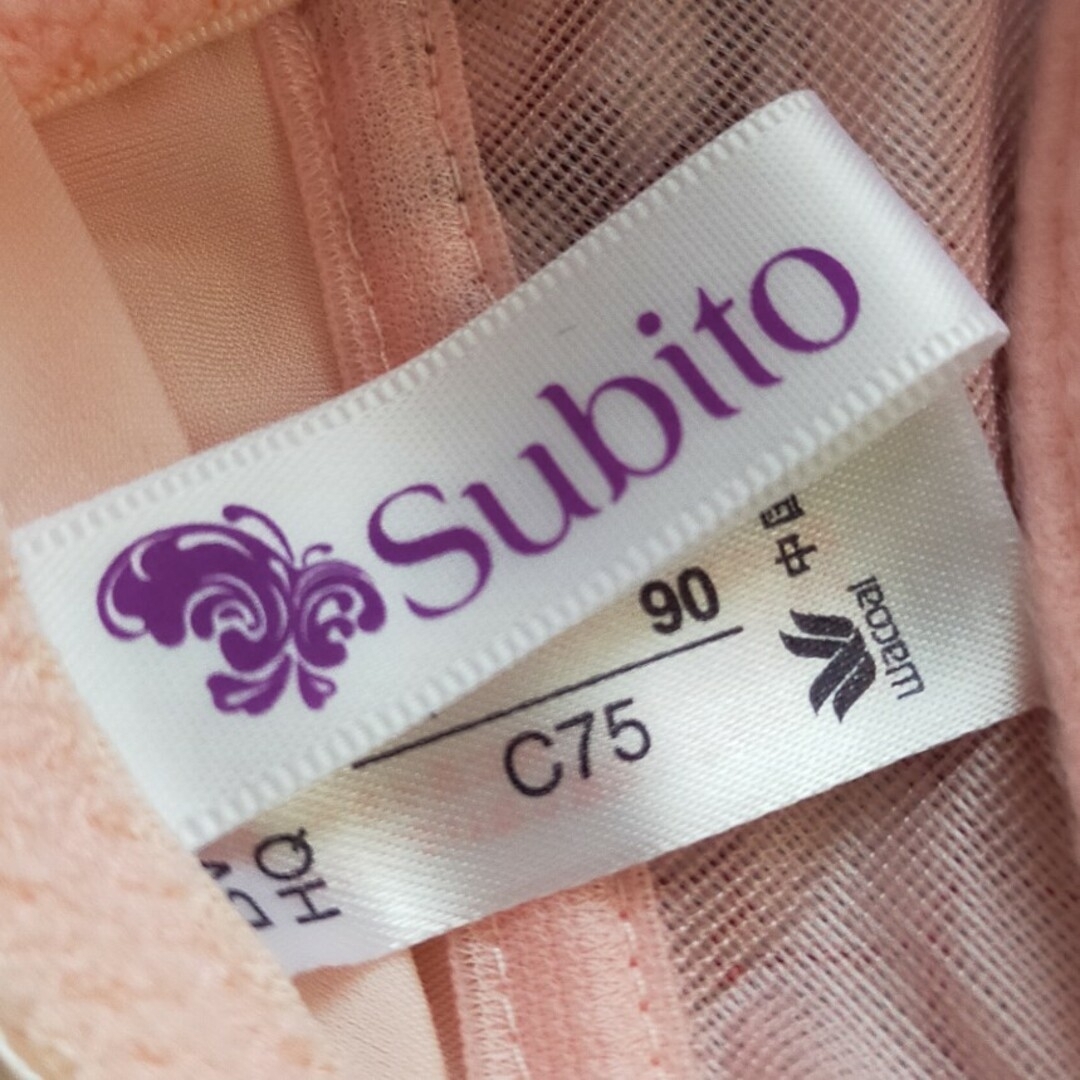 Subito
90
C75
中国
wacoal
HQ